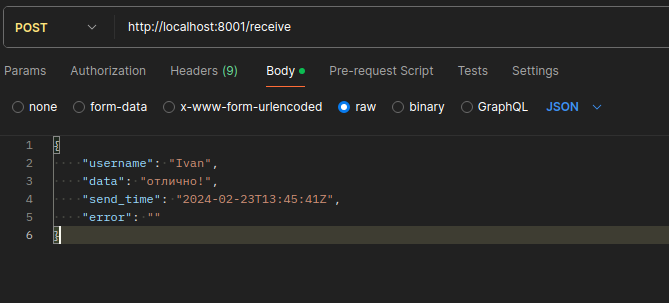 POST http://localhost:8001/receive
Params Authorization Headers (9) Body Pre-request Script Tests Settings
none form-data x-www-form-urlencoded raw binary GraphQL JSON
1 {
2 "username": "Ivan",
3 "data": "отлично!",
4 "send_time": "2024-02-23T13:45:41Z",
5 "error": ""
6 }